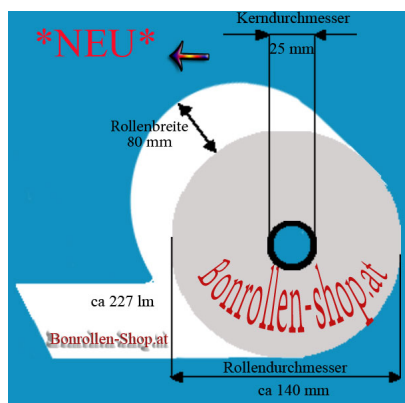 Kerndurchmesser
*NEU*
25 mm
Rollenbreite
80 mm
Bonrollen-shop.at
ca 227 lm
Bonrollen-Shop.at
Rollendurchmesser
ca 140 mm